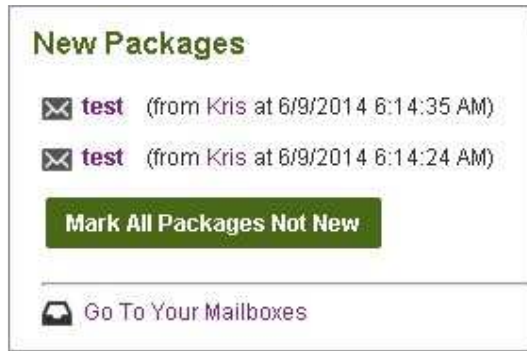 New Packages
test (from Kris at 6/9/2014 6:14:35 AM)
test (from Kris at 6/9/2014 6:14:24 AM)
Mark All Packages Not New
Go To Your Mailboxes